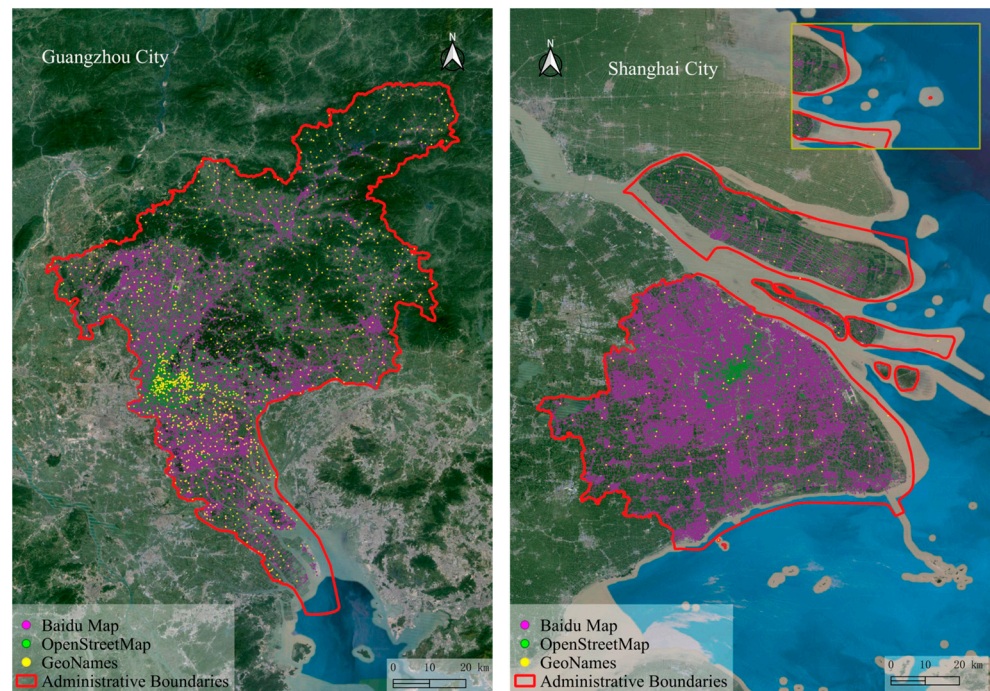 Guangzhou City
N
Baidu Map
OpenStreetMap
GeoNames
Administrative Boundaries
0 10 20 km
Shanghai City
N
Baidu Map
OpenStreetMap
GeoNames
Administrative Boundaries
0 10 20 km